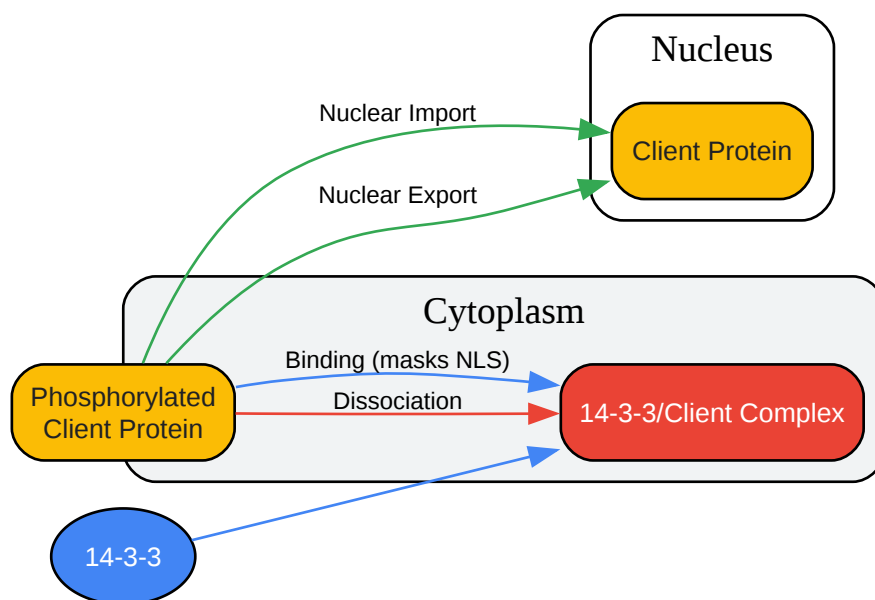 Nucleus
Nuclear Import
Client Protein
Nuclear Export
Cytoplasm
Binding (masks NLS)
Phosphorylated
Client Protein
Dissociation
14-3-3/Client Complex
14-3-3